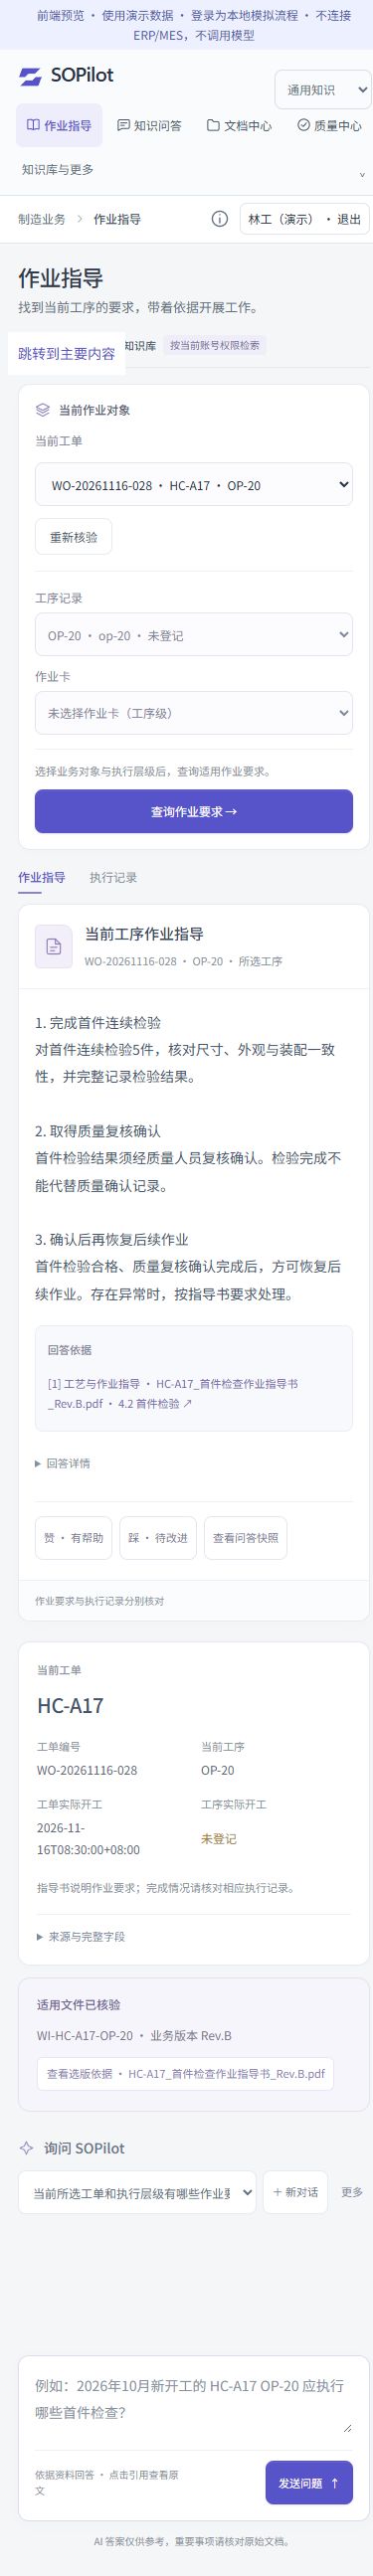 前端预览 · 使用演示数据 · 登录为本地模拟流程 · 不连接
ERP/MES，不调用模型
SOPilot
通用知识
作业指导
知识问答
文档中心
质量中心
知识库与更多
制造业务 > 作业指导
林工（演示） · 退出
作业指导
找到当前工序的要求，带着依据开展工作。
跳转到主要内容
知识库
按当前账号权限检索
当前作业对象
当前工单
WO-20261116-028 · HC-A17 · OP-20
重新核验
工序记录
OP-20 · op-20 · 未登记
作业卡
未选择作业卡（工序级）
选择业务对象与执行层级后，查询适用作业要求。
查询作业要求 →
作业指导
执行记录
当前工序作业指导
WO-20261116-028 · OP-20 · 所选工序
1. 完成首件连续检验
对首件连续检验5件，核对尺寸、外观与装配一致
性，并完整记录检验结果。
2. 取得质量复核确认
首件检验结果须经质量人员复核确认。检验完成不
能代替质量确认记录。
3. 确认后再恢复后续作业
首件检验合格、质量复核确认完成后，方可恢复后
续作业。存在异常时，按指导书要求处理。
回答依据
[1] 工艺与作业指导 · HC-A17_首件检查作业指导书
_Rev.B.pdf · 4.2 首件检验 ↗
▶ 回答详情
赞 · 有帮助
踩 · 待改进
查看问答快照
作业要求与执行记录分别核对
当前工单
HC-A17
工单编号
当前工序
WO-20261116-028
OP-20
工单实际开工
工序实际开工
2026-11-
16T08:30:00+08:00
未登记
指导书说明作业要求；完成情况请核对相应执行记录。
▶ 来源与完整字段
适用文件已核验
WI-HC-A17-OP-20 · 业务版本 Rev.B
查看选版依据 · HC-A17_首件检查作业指导书_Rev.B.pdf
询问 SOPilot
当前所选工单和执行层级有哪些作业
+ 新对话
更多
例如：2026年10月新开工的 HC-A17 OP-20 应执行
哪些首件检查？
依据资料回答 · 点击引用查看原
文
发送问题 ↑
AI 答案仅供参考，重要事项请核对原始文档。